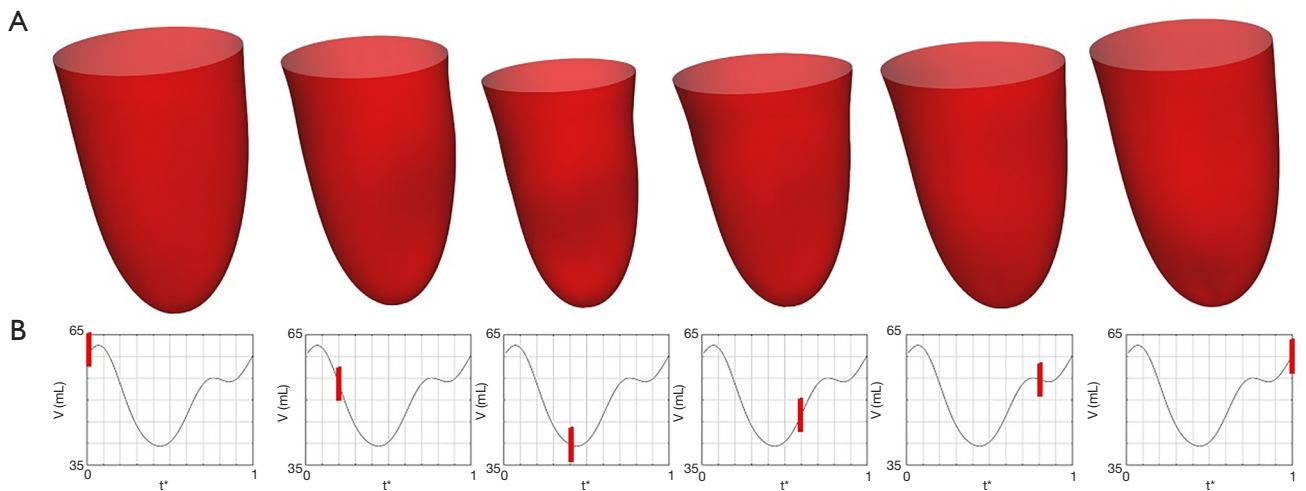 A
B
65 65 65 65 65 65
V (mL) V (mL) V (mL) V (mL) V (mL) V (mL)
35 35 35 35 35 35
0 1 0 1 0 1 0 1 0 1 0 1
t* t* t* t* t* t*